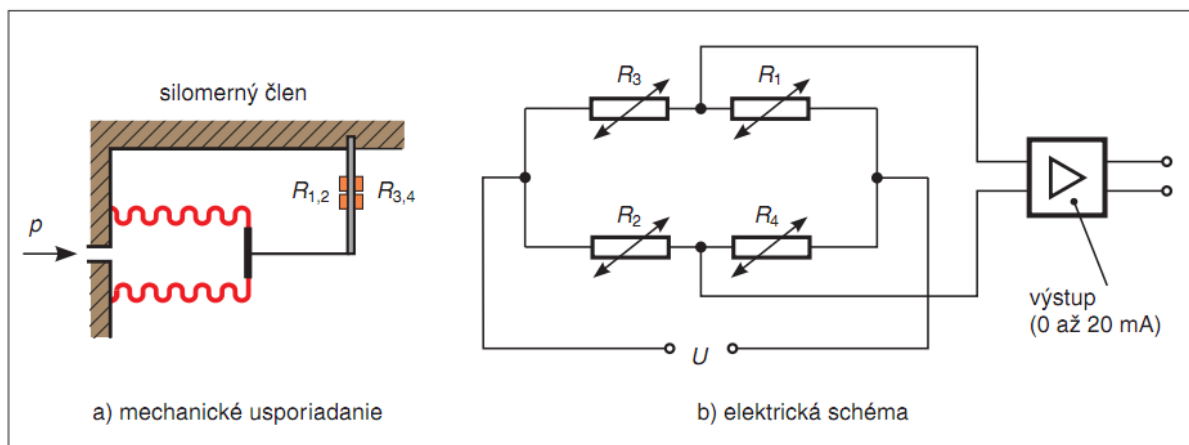 silomerný člen
R1,2
R3,4
p
a) mechanické usporiadanie
R3
R1
R2
R4
U
výstup
(0 až 20 mA)
b) elektrická schéma